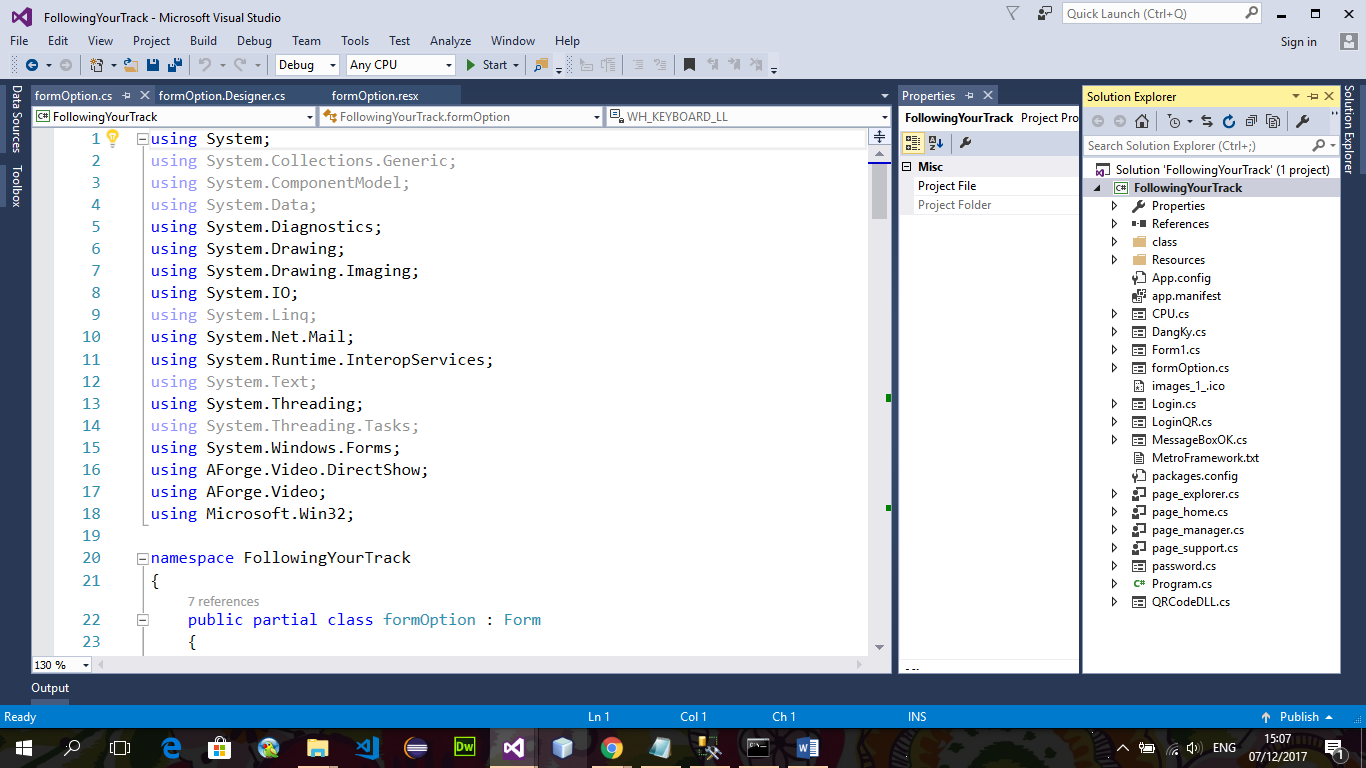 FollowingYourTrack - Microsoft Visual Studio
Quick Launch (Ctrl+Q)
File Edit View Project Build Debug Team Tools Test Analyze Window Help
Sign in
Debug Any CPU Start
Data Sources
Toolbox
formOption.cs formOption.Designer.cs formOption.resx
FollowingYourTrack FollowingYourTrack.formOption WH_KEYBOARD_LL
1 using System;
2 using System.Collections.Generic;
3 using System.ComponentModel;
4 using System.Data;
5 using System.Diagnostics;
6 using System.Drawing;
7 using System.Drawing.Imaging;
8 using System.IO;
9 using System.Linq;
10 using System.Net.Mail;
11 using System.Runtime.InteropServices;
12 using System.Text;
13 using System.Threading;
14 using System.Threading.Tasks;
15 using System.Windows.Forms;
16 using AForge.Video.DirectShow;
17 using AForge.Video;
18 using Microsoft.Win32;
19
20 namespace FollowingYourTrack
21 {
7 references
22 public partial class formOption : Form
23 {
130 %
Properties
FollowingYourTrack Project Pro
Misc
Project File
Project Folder
Solution Explorer
Search Solution Explorer (Ctrl+;)
Solution 'FollowingYourTrack' (1 project)
FollowingYourTrack
Properties
References
class
Resources
App.config
app.manifest
CPU.cs
DangKy.cs
Form1.cs
formOption.cs
images_1_.ico
Login.cs
LoginQR.cs
MessageBoxOK.cs
MetroFramework.txt
packages.config
page_explorer.cs
page_home.cs
page_manager.cs
page_support.cs
password.cs
Program.cs
QRCodeDLL.cs
Solution Explorer
Output
Ready Ln 1 Col 1 Ch 1 INS Publish
Dw
ENG
15:07
07/12/2017
1